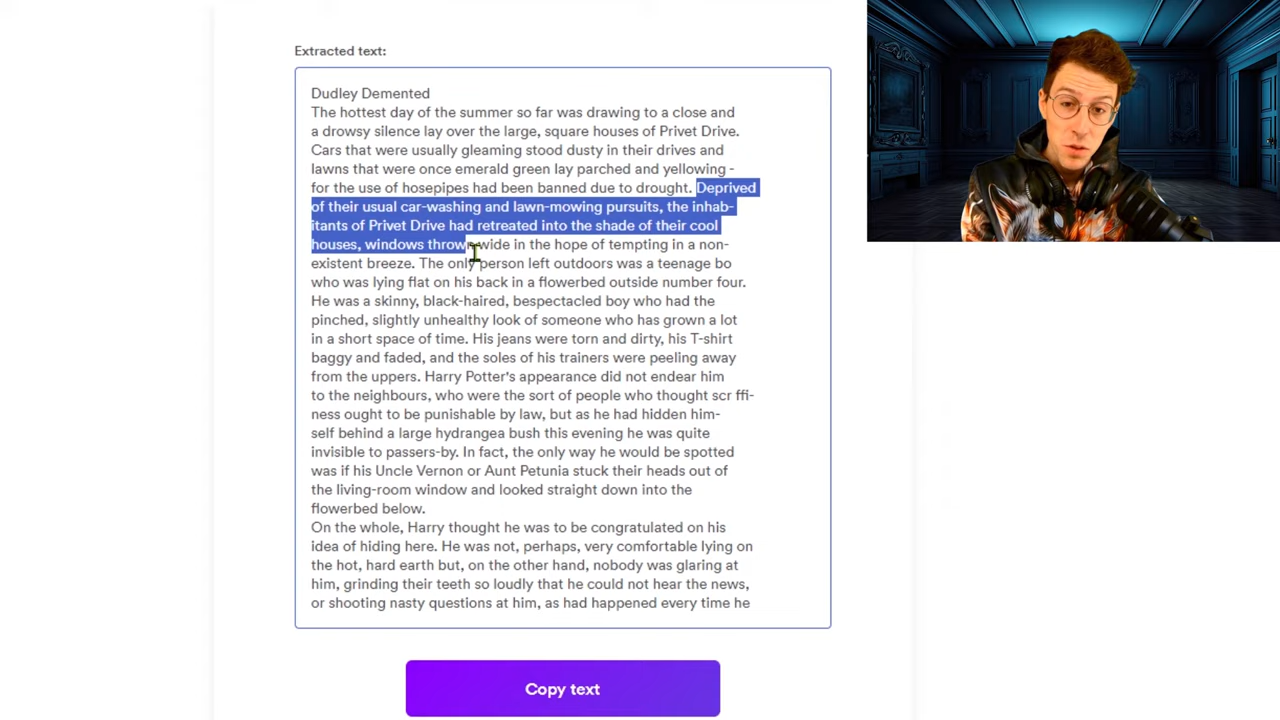 Extracted text:
Dudley Demented
The hottest day of the summer so far was drawing to a close and
a drowsy silence lay over the large, square houses of Privet Drive.
Cars that were usually gleaming stood dusty in their drives and
lawns that were once emerald green lay parched and yellowing -
for the use of hosepipes had been banned due to drought. Deprived
of their usual car-washing and lawn-mowing pursuits, the inhab-
itants of Privet Drive had retreated into the shade of their cool
houses, windows thrown wide in the hope of tempting in a non-
existent breeze. The only person left outdoors was a teenage bo
who was lying flat on his back in a flowerbed outside number four.
He was a skinny, black-haired, bespectacled boy who had the
pinched, slightly unhealthy look of someone who has grown a lot
in a short space of time. His jeans were torn and dirty, his T-shirt
baggy and faded, and the soles of his trainers were peeling away
from the uppers. Harry Potter's appearance did not endear him
to the neighbours, who were the sort of people who thought scr ffi-
ness ought to be punishable by law, but as he had hidden him-
self behind a large hydrangea bush this evening he was quite
invisible to passers-by. In fact, the only way he would be spotted
was if his Uncle Vernon or Aunt Petunia stuck their heads out of
the living-room window and looked straight down into the
flowerbed below.
On the whole, Harry thought he was to be congratulated on his
idea of hiding here. He was not, perhaps, very comfortable lying on
the hot, hard earth but, on the other hand, nobody was glaring at
him, grinding their teeth so loudly that he could not hear the news,
or shooting nasty questions at him, as had happened every time he
Copy text